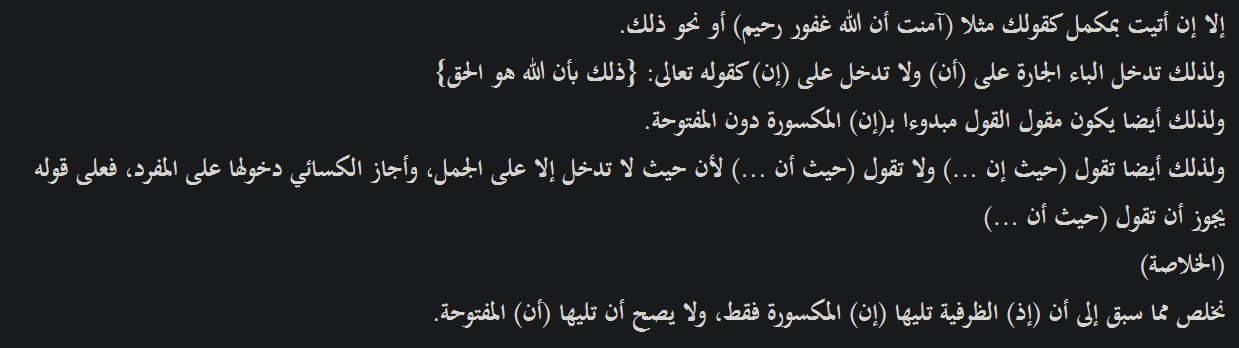 إلا إن أتيت بمكمل كقولك مثلا (آمنت أن الله غفور رحيم) أو نحو ذلك.
ولذلك تدخل الباء الجارة على (أن) ولا تدخل على (إن) كقوله تعالى: {ذلك بأن الله هو الحق}
ولذلك أيضا يكون مقول القول مبدوءا بـ(إن) المكسورة دون المفتوحة.
ولذلك أيضا تقول (حيث إن ...) ولا تقول (حيث أن ...) لأن حيث لا تدخل إلا على الجمل، وأجاز الكسائي دخولها على المفرد، فعلى قوله
يجوز أن تقول (حيث أن ...)
(الخلاصة)
نخلص مما سبق إلى أن (إذ) الظرفية تليها (إن) المكسورة فقط، ولا يصح أن تليها (أن) المفتوحة.